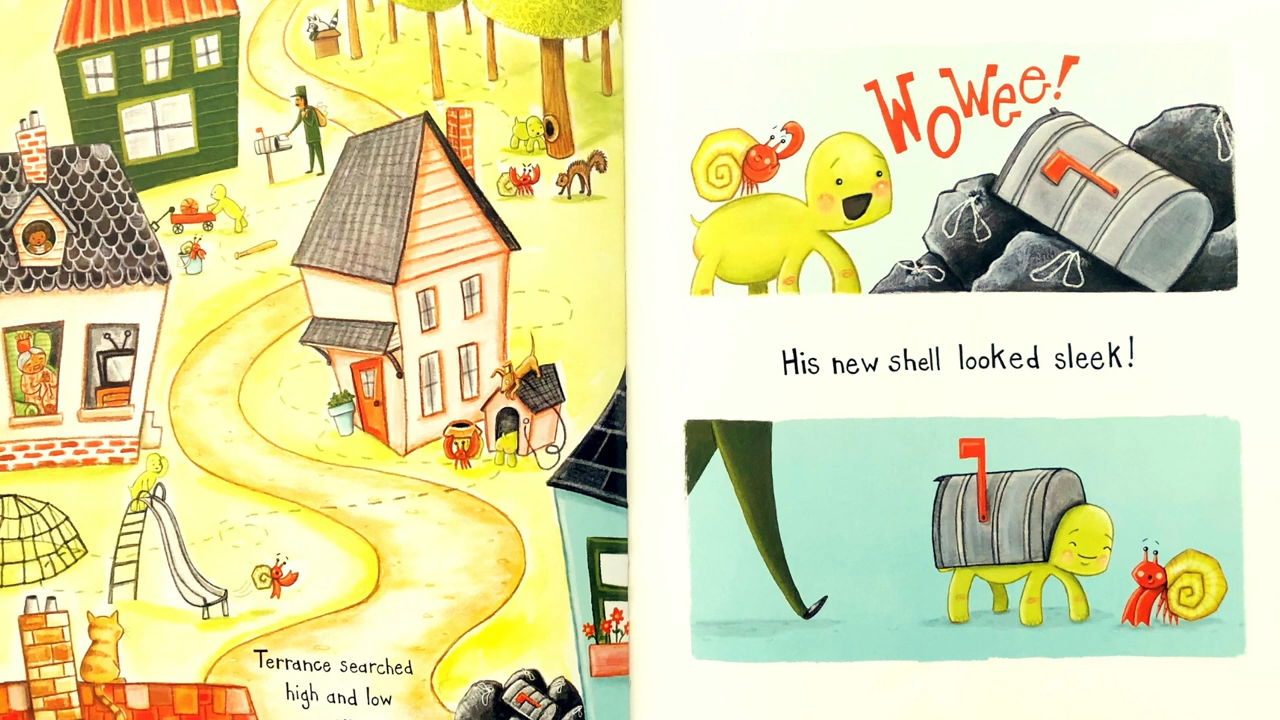 Terrance searched
high and low
WOWee!
His new shell looked sleek!